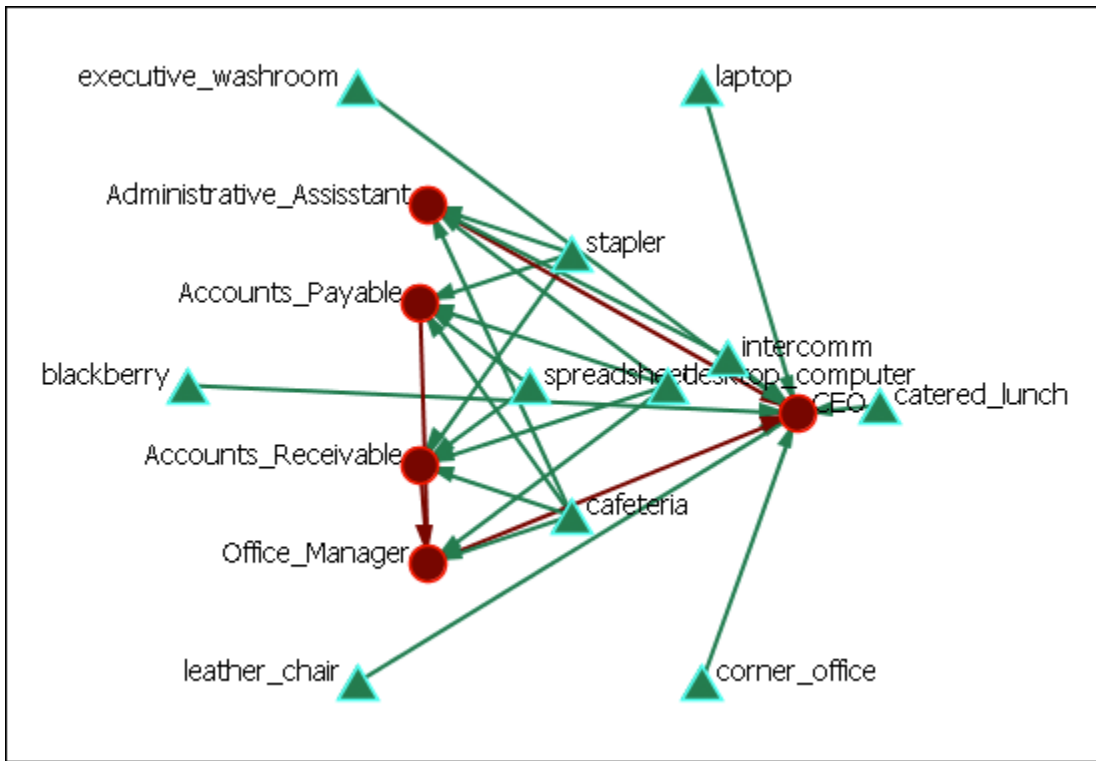 executive_washroom
laptop
Administrative_Assisstant
stapler
Accounts_Payable
intercomm
blackberry
spreadsheet
desktop_computer
CEO
catered_lunch
Accounts_Receivable
cafeteria
Office_Manager
leather_chair
corner_office